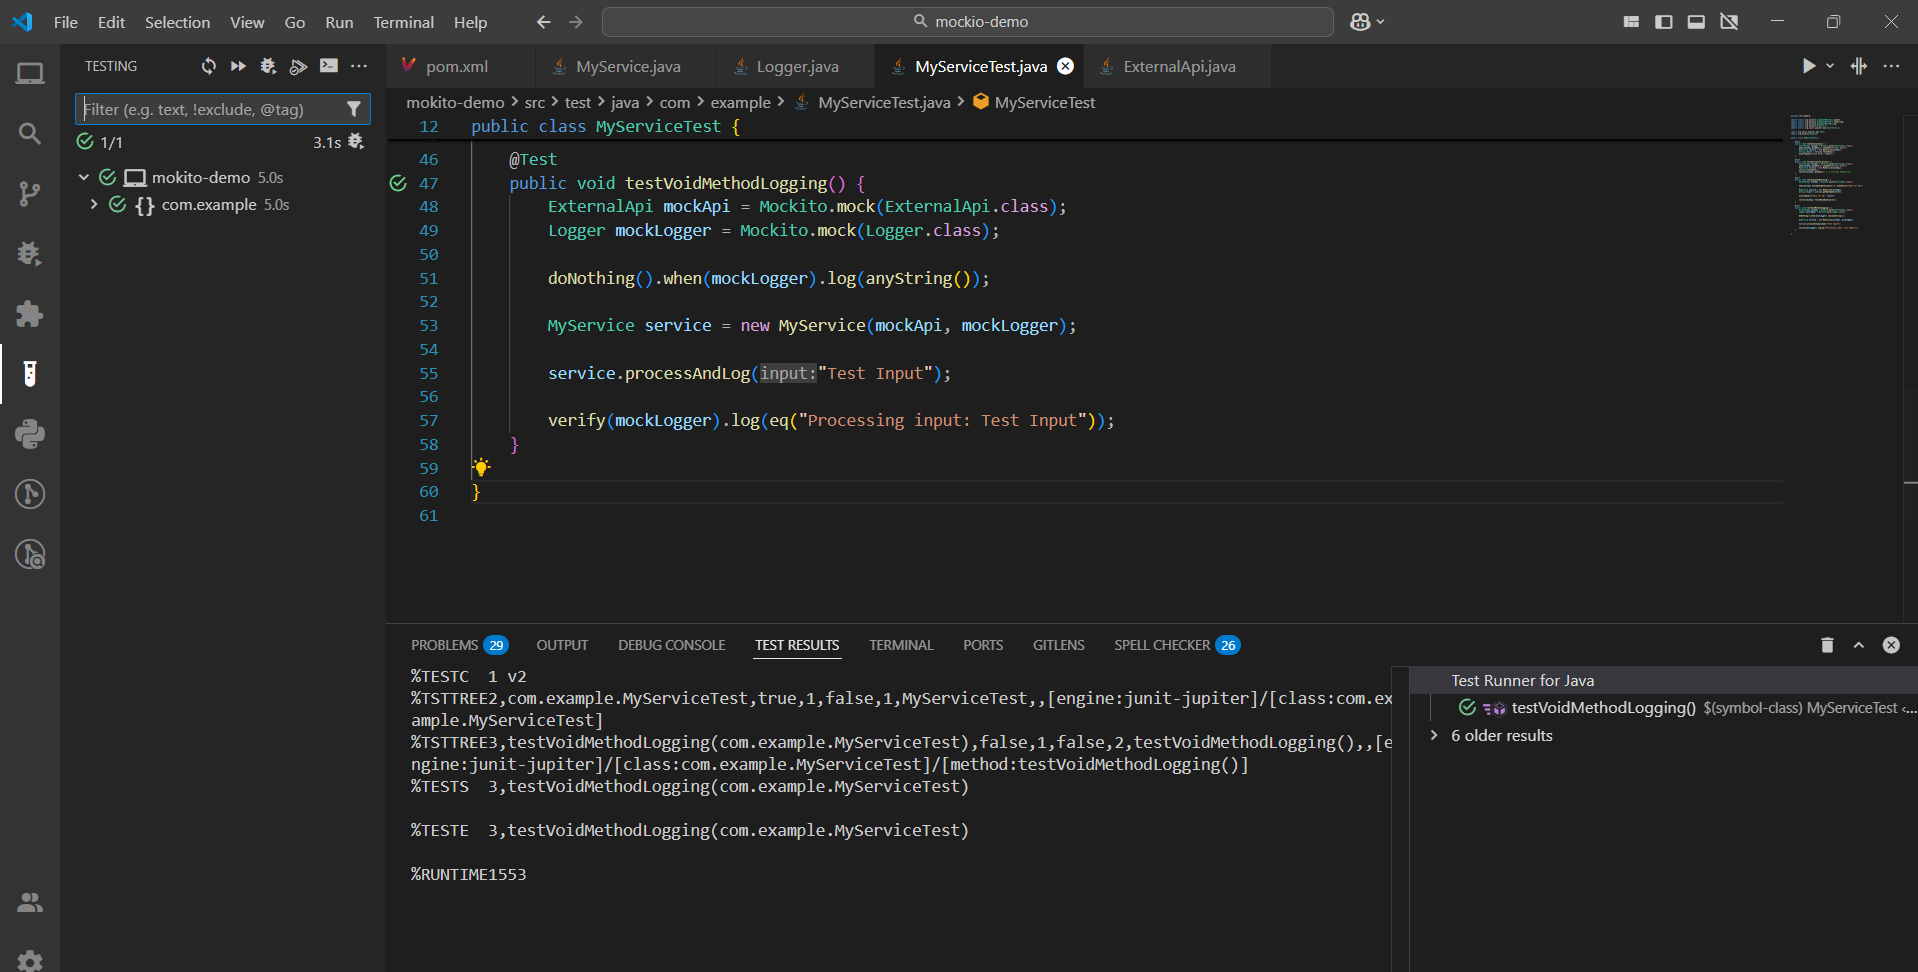 File Edit Selection View Go Run Terminal Help
mockio-demo
TESTING
pom.xml MyService.java Logger.java MyServiceTest.java ExternalApi.java
Filter (e.g. text, !exclude, @tag)
1/1 3.1s
mokito-demo 5.0s
com.example 5.0s
mokito-demo > src > test > java > com > example > MyServiceTest.java > MyServiceTest
12 public class MyServiceTest {
46 @Test
47 public void testVoidMethodLogging() {
48 ExternalApi mockApi = Mockito.mock(ExternalApi.class);
49 Logger mockLogger = Mockito.mock(Logger.class);
50
51 doNothing().when(mockLogger).log(anyString());
52
53 MyService service = new MyService(mockApi, mockLogger);
54
55 service.processAndLog(input:"Test Input");
56
57 verify(mockLogger).log(eq("Processing input: Test Input"));
58 }
59
60 }
61
PROBLEMS 29 OUTPUT DEBUG CONSOLE TEST RESULTS TERMINAL PORTS GITLENS SPELL CHECKER 26
%TESTC 1 v2
%TSTTREE2,com.example.MyServiceTest,true,1,false,1,MyServiceTest,,[engine:junit-jupiter]/[class:com.ex
ample.MyServiceTest]
%TSTTREE3,testVoidMethodLogging(com.example.MyServiceTest),false,1,false,2,testVoidMethodLogging(),,[e
ngine:junit-jupiter]/[class:com.example.MyServiceTest]/[method:testVoidMethodLogging()]
%TESTS 3,testVoidMethodLogging(com.example.MyServiceTest)
%TESTE 3,testVoidMethodLogging(com.example.MyServiceTest)
%RUNTIME1553
Test Runner for Java
testVoidMethodLogging() $(symbol-class) MyServiceTest <...
6 older results